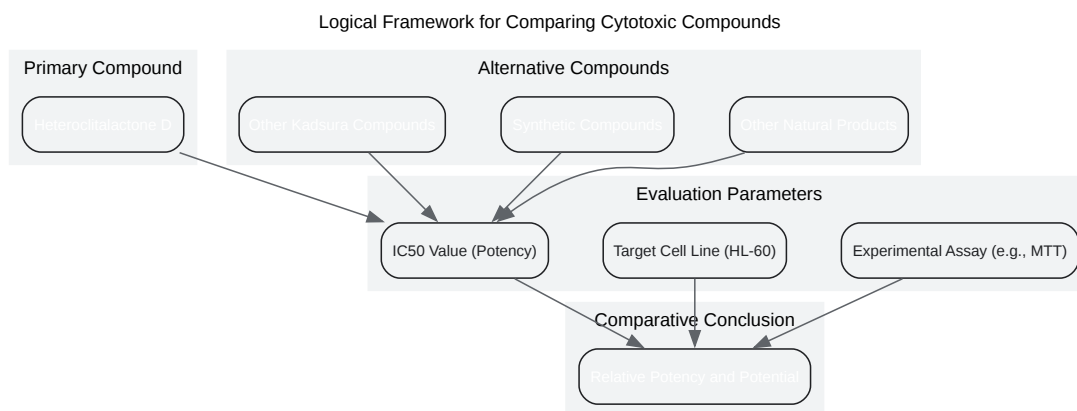 Logical Framework for Comparing Cytotoxic Compounds
Primary Compound
Alternative Compounds
Heteroclitalactone D
Other Kadsura Compounds
Synthetic Compounds
Other Natural Products
Evaluation Parameters
IC50 Value (Potency)
Target Cell Line (HL-60)
Experimental Assay (e.g., MTT)
Comparative Conclusion
Relative Potency and Potential